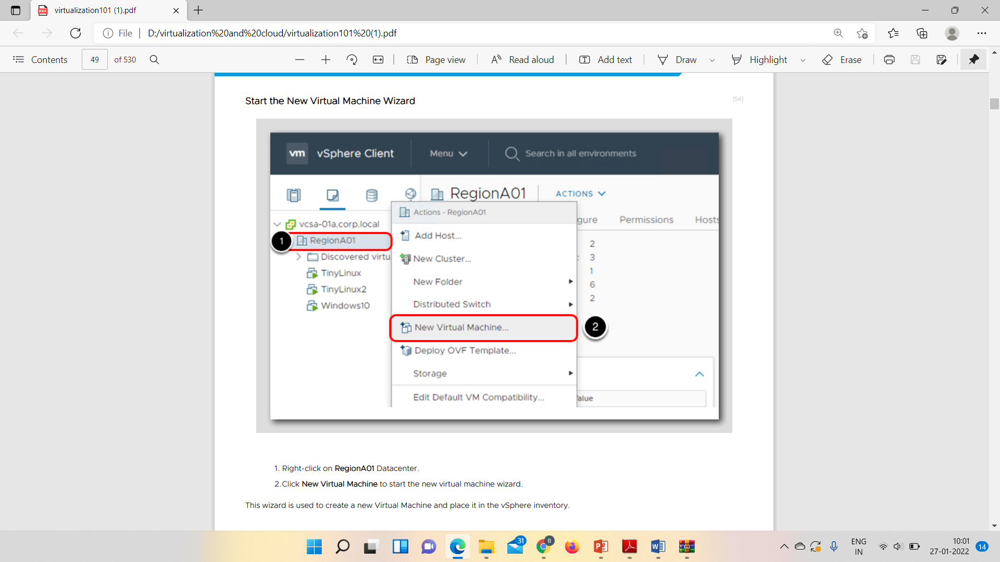 virtualization101 (1).pdf
File
D:/virtualization%20and%20cloud/virtualization101%20(1).pdf
Contents
49
of 530
Page view
Read aloud
Add text
Draw
Highlight
Erase
Start the New Virtual Machine Wizard
[54]
vm
vSphere Client
Menu
Search in all environments
RegionA01
ACTIONS
Actions - RegionA01
gure
Permissions
Hosts
vcsa-01a.corp.local
1
RegionA01
Discovered virtu
TinyLinux
TinyLinux2
Windows10
Add Host...
New Cluster...
New Folder
Distributed Switch
New Virtual Machine...
2
Deploy OVF Template...
Storage
Edit Default VM Compatibility...
2
: 3
1
6
2
alue
1. Right-click on RegionA01 Datacenter.
2. Click New Virtual Machine to start the new virtual machine wizard.
This wizard is used to create a new Virtual Machine and place it in the vSphere inventory.
31
B
ENG
IN
10:01
27-01-2022
14